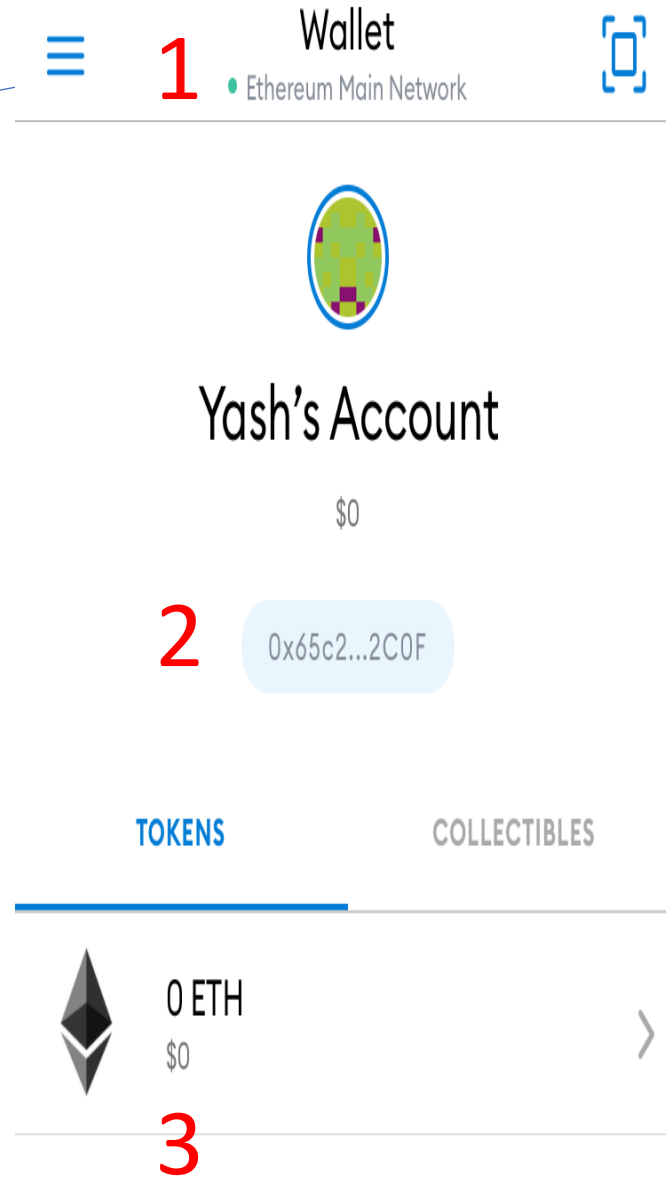 Wallet
1
Ethereum Main Network
Yash’s Account
$0
2
0x65c2...2C0F
TOKENS
COLLECTIBLES
0 ETH
$0
3